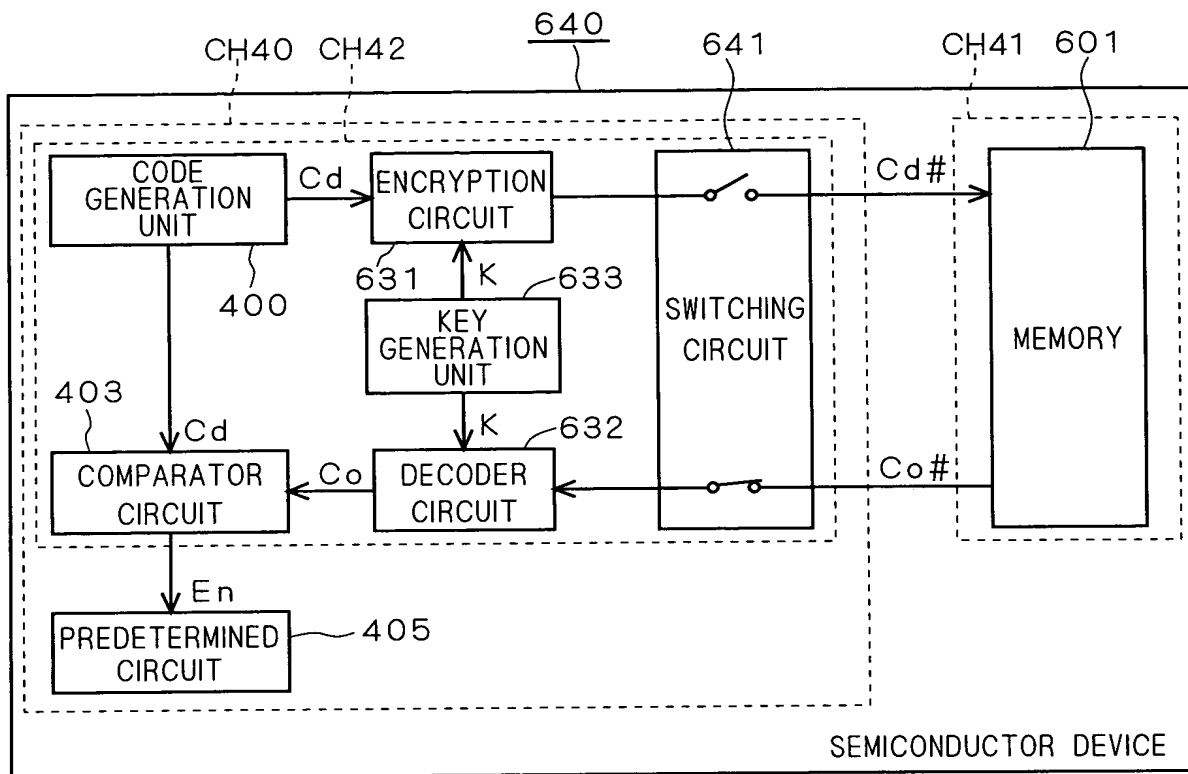 640
CH40
CH42
641
CH41
601
CODE
GENERATION
UNIT
Cd
ENCRYPTION
CIRCUIT
Cd#
400
631
K
633
KEY
GENERATION
UNIT
SWITCHING
CIRCUIT
MEMORY
403
Cd
K
632
COMPARATOR
CIRCUIT
Co
DECODER
CIRCUIT
Co#
En
PREDETERMINED
CIRCUIT
405
SEMICONDUCTOR DEVICE